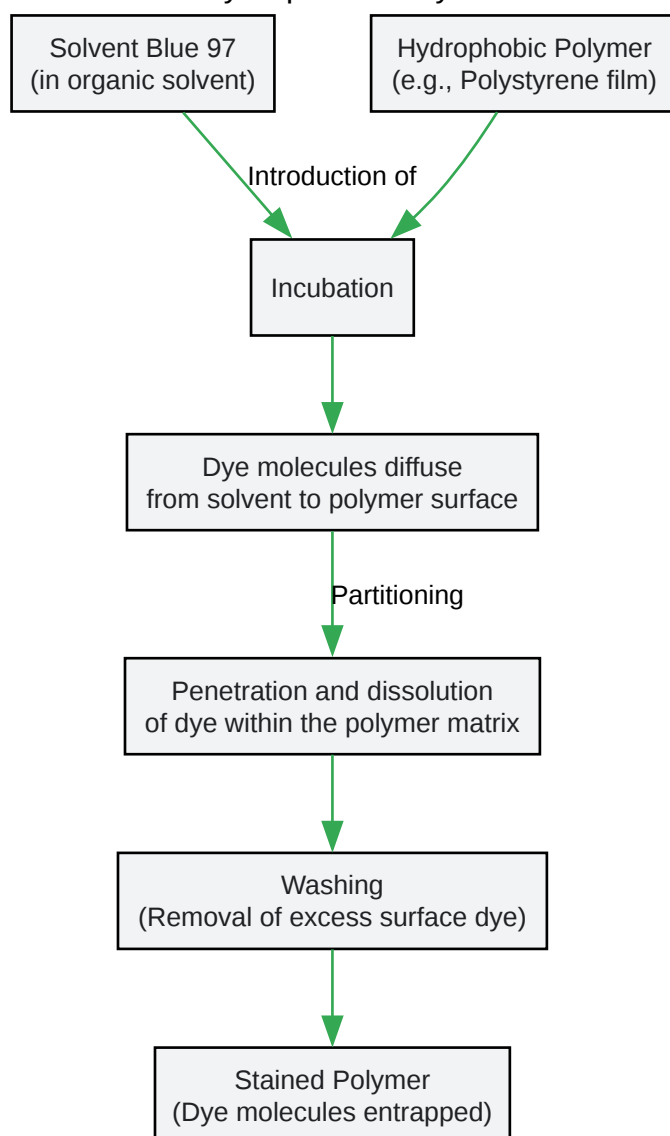 Solvent Blue 97
(in organic solvent)
Hydrophobic Polymer
(e.g., Polystyrene film)
Introduction of
Incubation
Dye molecules diffuse
from solvent to polymer surface
Partitioning
Penetration and dissolution
of dye within the polymer matrix
Washing
(Removal of excess surface dye)
Stained Polymer
(Dye molecules entrapped)